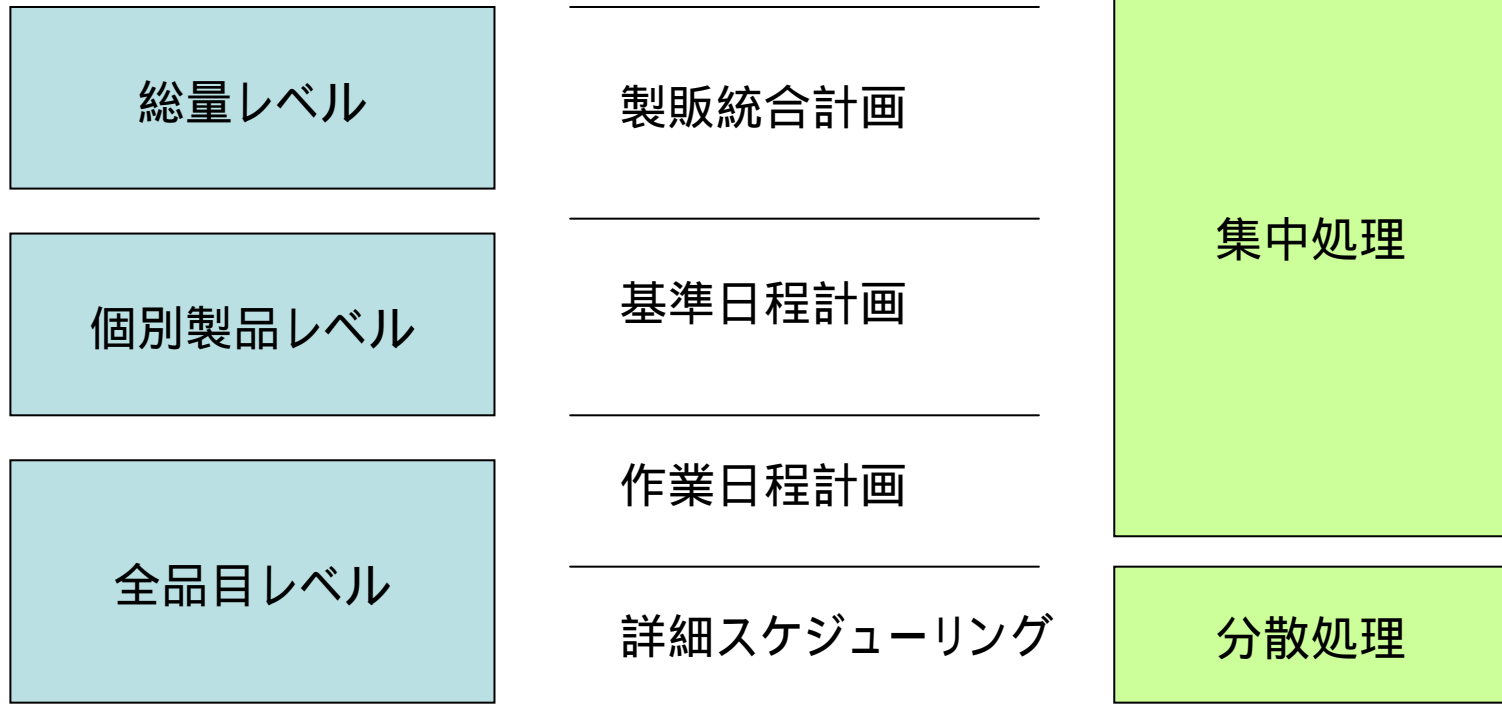 総量レベル
製販統合計画
集中処理
個別製品レベル
基準日程計画
作業日程計画
全品目レベル
詳細スケジューリング
分散処理